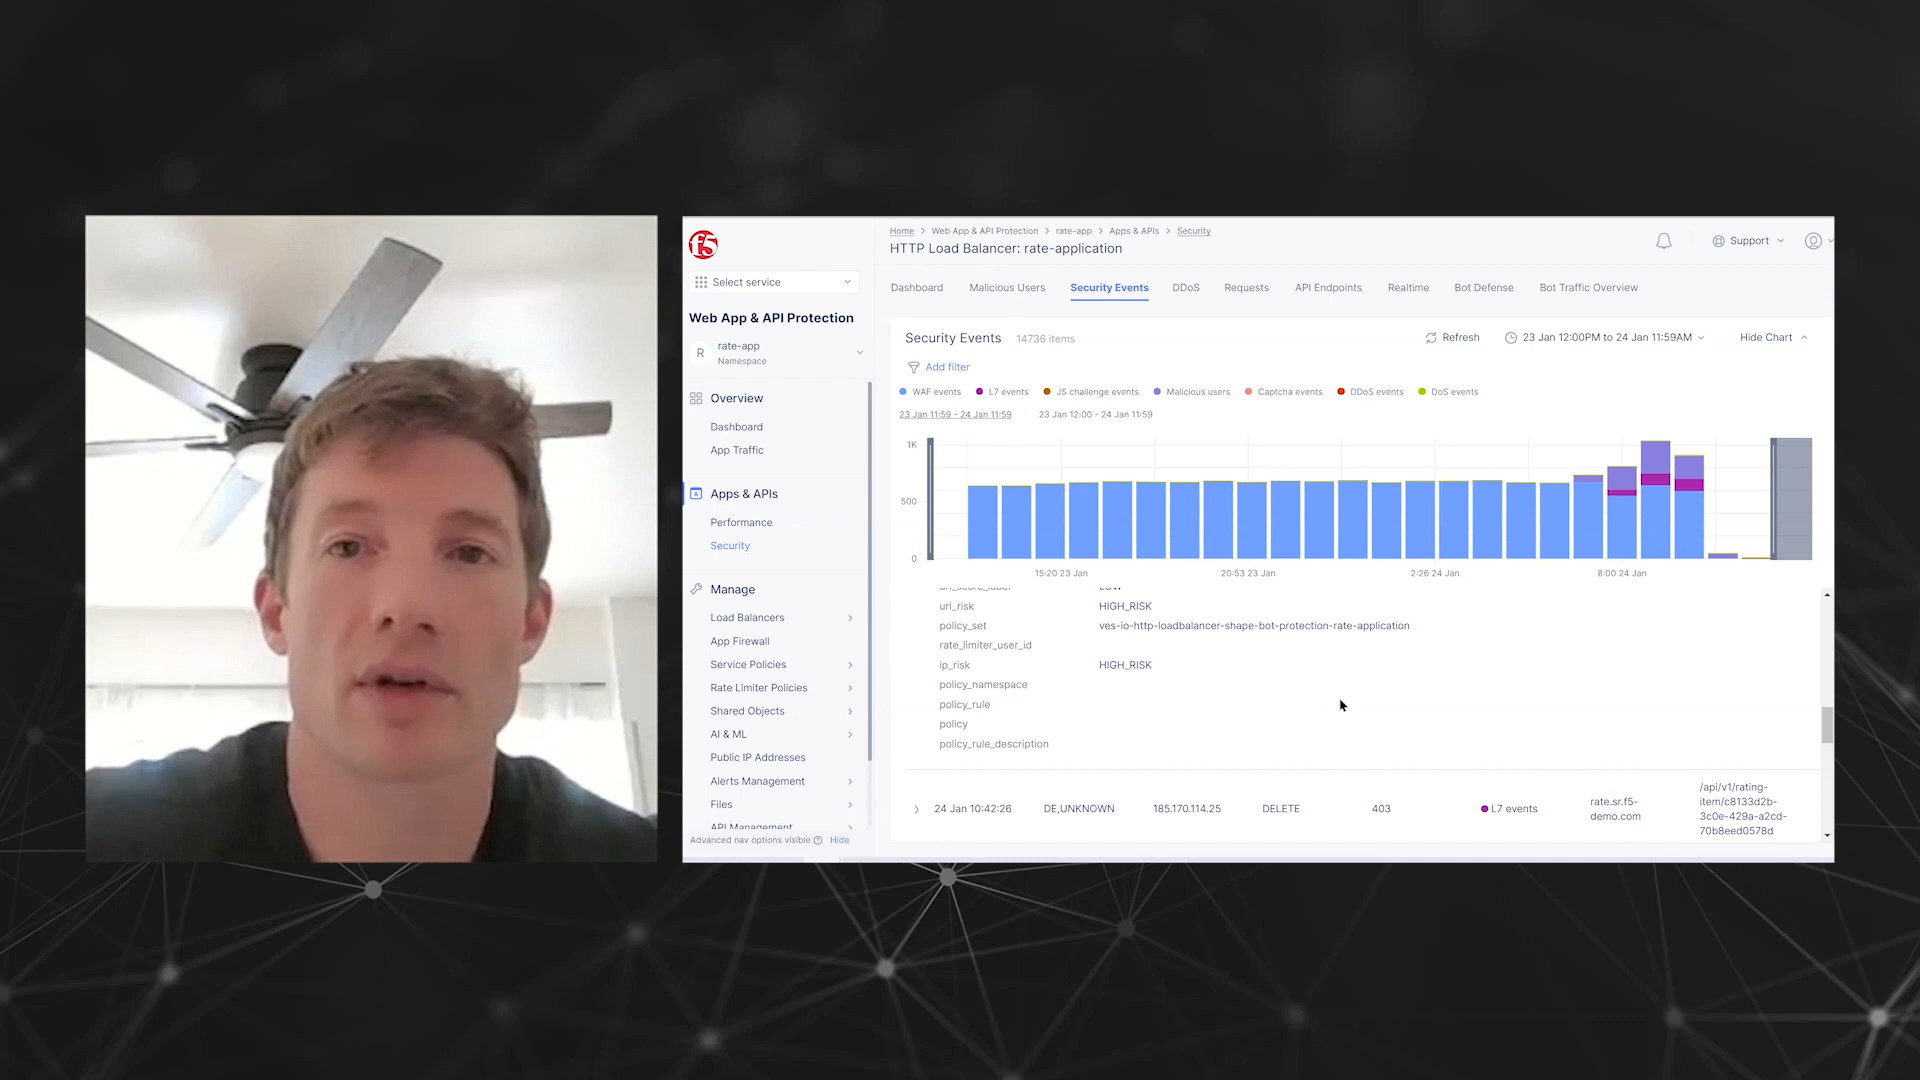 f5
Select service
Web App & API Protection
R
rate-app
Namespace
Overview
Dashboard
App Traffic
Apps & APIs
Performance
Security
Manage
Load Balancers
App Firewall
Service Policies
Rate Limiter Policies
Shared Objects
AI & ML
Public IP Addresses
Alerts Management
Files
API Management
Advanced nav options visible
Hide
Home > Web App & API Protection > rate-app > Apps & APIs > Security
HTTP Load Balancer: rate-application
Support
Dashboard Malicious Users Security Events DDoS Requests API Endpoints Realtime Bot Defense Bot Traffic Overview
Security Events 14736 items
Refresh
23 Jan 12:00PM to 24 Jan 11:59AM
Hide Chart
Add filter
WAF events L7 events JS challenge events Malicious users Captcha events DDoS events DoS events
23 Jan 11:59 - 24 Jan 11:59 23 Jan 12:00 - 24 Jan 11:59
1K
500
0
15:20 23 Jan 20:53 23 Jan 2:26 24 Jan 8:00 24 Jan
url_risk HIGH_RISK
policy_set ves-io-http-loadbalancer-shape-bot-protection-rate-application
rate_limiter_user_id
ip_risk HIGH_RISK
policy_namespace
policy_rule
policy
policy_rule_description
24 Jan 10:42:26 DE,UNKNOWN 185.170.114.25 DELETE 403 L7 events
rate.sr.f5-
demo.com
/api/v1/rating-
item/c8133d2b-
3c0e-429a-a2cd-
70b8eed0578d